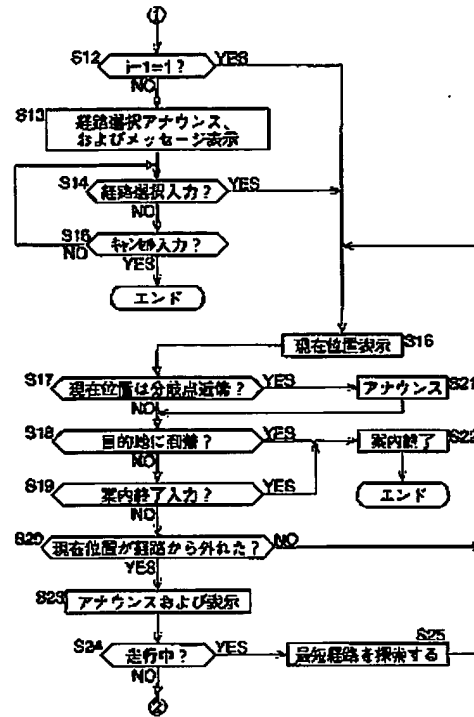 ①
S12
i-1=1?
YES
NO
S13
経路選択アナウンス、
およびメッセージ表示
S14
経路選択入力?
YES
NO
S15
キャンセル入力?
NO
YES
エンド
現在位置表示
S16
S17
現在位置は分岐点近傍?
YES
アナウンス
S21
NO
S18
目的地に到着?
YES
案内終了
S22
NO
S19
案内終了入力?
YES
エンド
NO
S20
現在位置が経路から外れた?
NO
YES
S23
アナウンスおよび表示
S24
走行中?
YES
S25
最短経路を探索する
NO
②